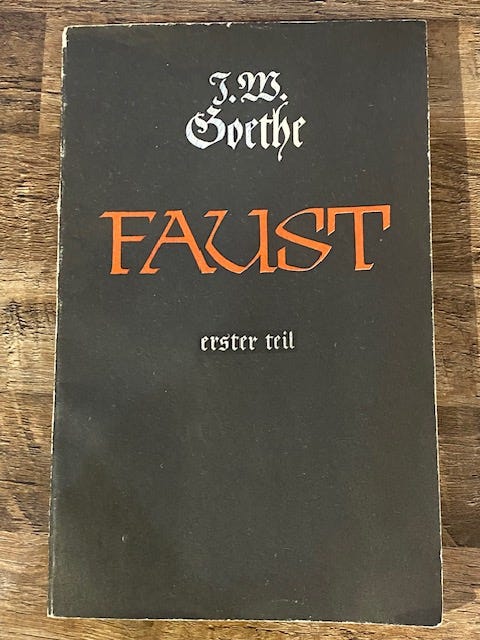 J.W.
Goethe
FAUST
erster teil